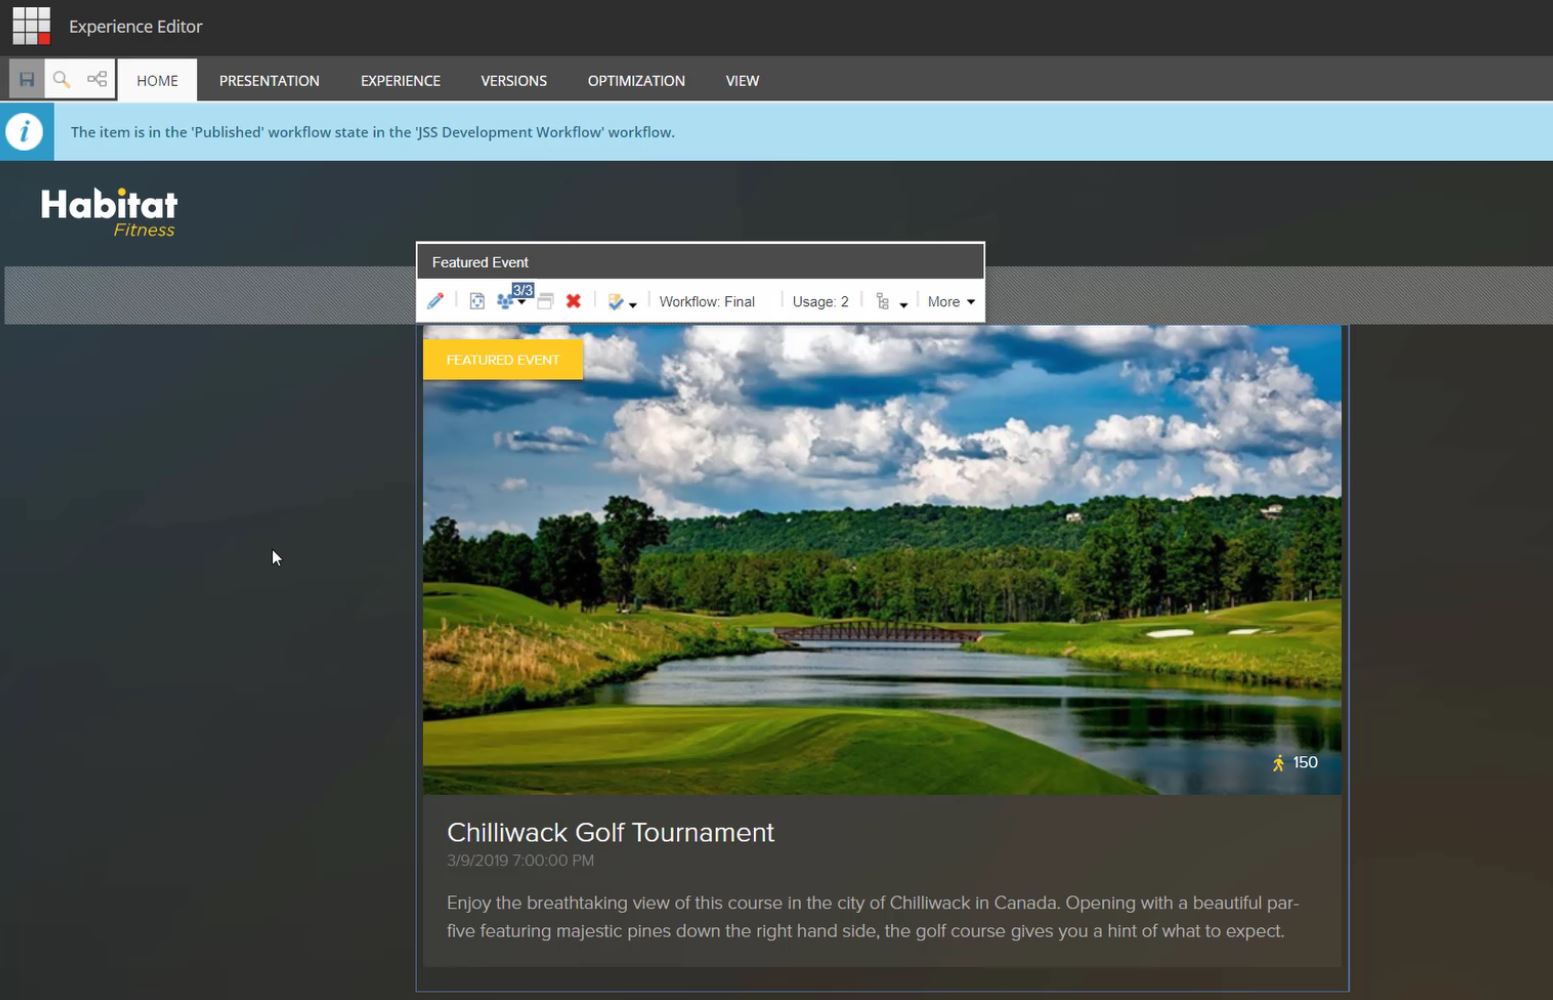 Experience Editor
HOME PRESENTATION EXPERIENCE VERSIONS OPTIMIZATION VIEW
i The item is in the 'Published' workflow state in the 'JSS Development Workflow' workflow.
Habitat
Fitness
Featured Event
3/3 Workflow: Final Usage: 2 More
FEATURED EVENT
150
Chilliwack Golf Tournament
3/9/2019 7:00:00 PM
Enjoy the breathtaking view of this course in the city of Chilliwack in Canada. Opening with a beautiful par-
five featuring majestic pines down the right hand side, the golf course gives you a hint of what to expect.